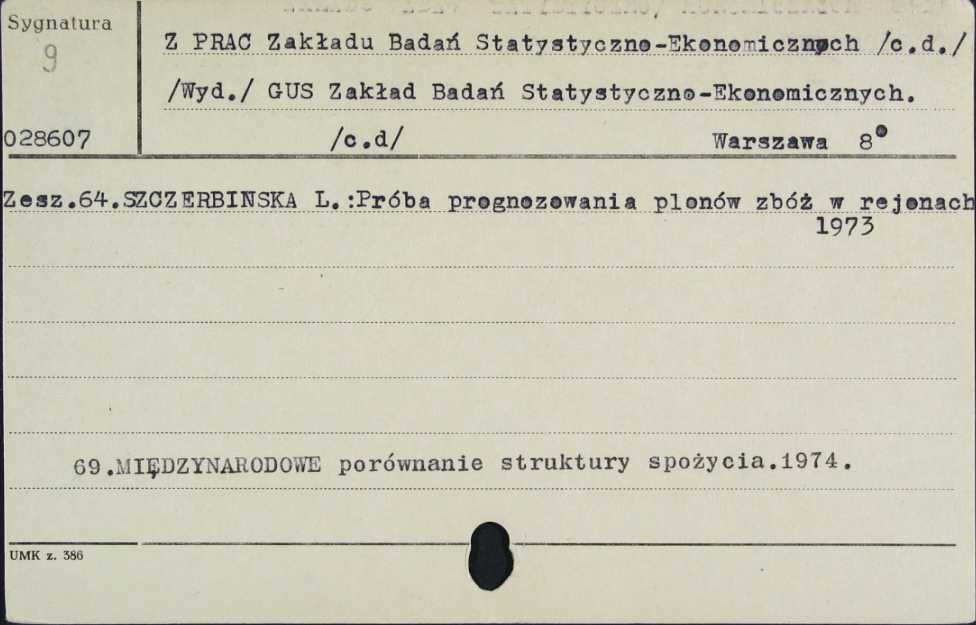 Sygnatura
9
Z PRAC Zakładu Badań Statystyczno-Ekonomicznych /c.d./
/Wyd./ GUS Zakład Badań Statystyczno-Ekonomicznych.
028607 /c.d/ Warszawa 8°
Zesz.64.SZCZERBINSKA L.:Próba prognozowania plonów zbóż w rejonach
1973
69.MIĘDZYNARODOWE porównanie struktury spożycia.1974.
UMK z. 386